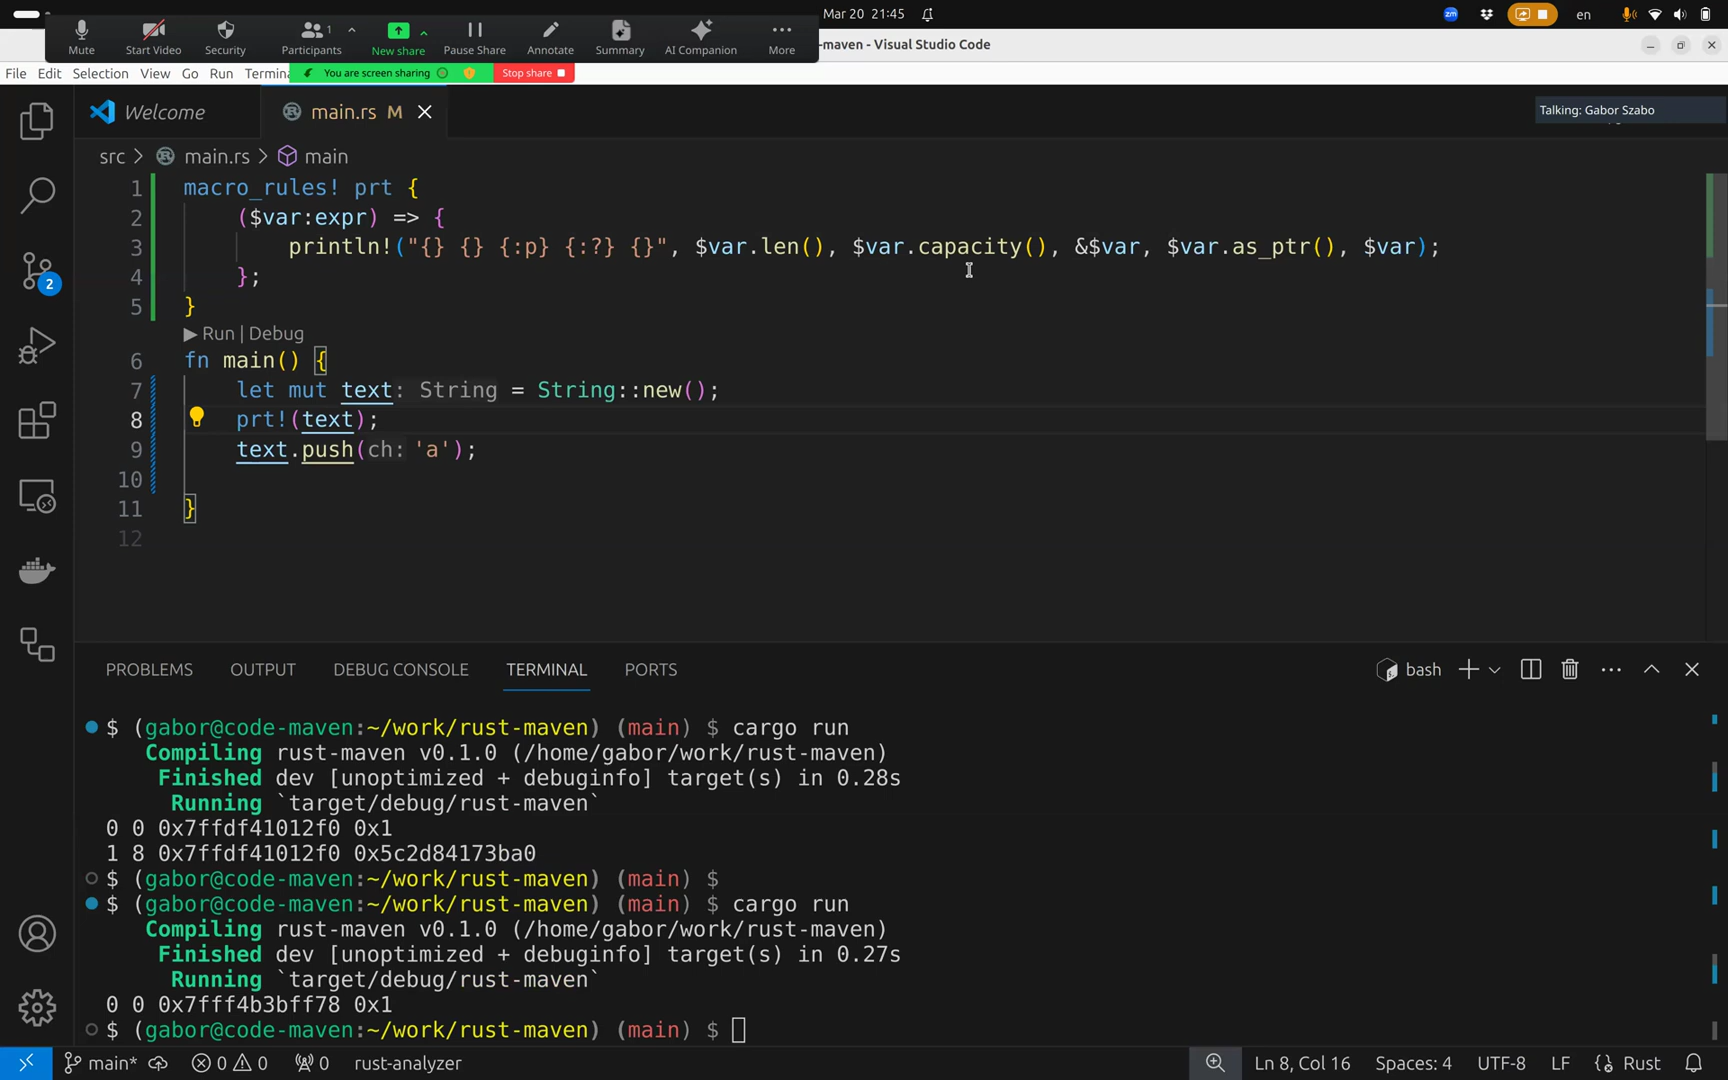 Mar 20 21:45
zm
en
Mute
Start Video
Security
Participants
1
New share
Pause Share
Annotate
Summary
AI Companion
More
-maven - Visual Studio Code
File Edit Selection View Go Run Termin
You are screen sharing
Stop share
Talking: Gabor Szabo
Welcome
main.rs M
src > main.rs > main
1 macro_rules! prt {
2 ($var:expr) => {
3 println!("{} {} {:p} {:?} {}", $var.len(), $var.capacity(), &$var, $var.as_ptr(), $var);
4 };
5 }
Run | Debug
6 fn main() {
7 let mut text: String = String::new();
8 prt!(text);
9 text.push(ch: 'a');
10
11 }
12
2
PROBLEMS OUTPUT DEBUG CONSOLE TERMINAL PORTS
bash
$ (gabor@code-maven:~/work/rust-maven) (main) $ cargo run
Compiling rust-maven v0.1.0 (/home/gabor/work/rust-maven)
Finished dev [unoptimized + debuginfo] target(s) in 0.28s
Running `target/debug/rust-maven`
0 0 0x7ffdf41012f0 0x1
1 8 0x7ffdf41012f0 0x5c2d84173ba0
$ (gabor@code-maven:~/work/rust-maven) (main) $
$ (gabor@code-maven:~/work/rust-maven) (main) $ cargo run
Compiling rust-maven v0.1.0 (/home/gabor/work/rust-maven)
Finished dev [unoptimized + debuginfo] target(s) in 0.27s
Running `target/debug/rust-maven`
0 0 0x7fff4b3bff78 0x1
$ (gabor@code-maven:~/work/rust-maven) (main) $
main* 0 0 0 rust-analyzer
Ln 8, Col 16 Spaces: 4 UTF-8 LF {} Rust